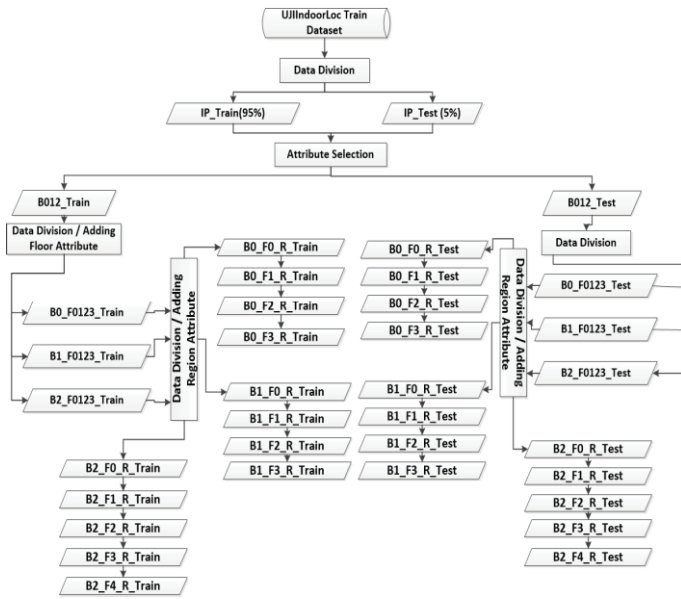 UJIIndoorLoc Train
Dataset
Data Division
IP_Train(95%)
IP_Test (5%)
Attribute Selection
B012_Train
B012_Test
Data Division / Adding
Floor Attribute
Data Division
B0_F0123_Train
B1_F0123_Train
B2_F0123_Train
Data Division / Adding
Region Attribute
B0_F0_R_Train
B0_F1_R_Train
B0_F2_R_Train
B0_F3_R_Train
B1_F0_R_Train
B1_F1_R_Train
B1_F2_R_Train
B1_F3_R_Train
B2_F0_R_Train
B2_F1_R_Train
B2_F2_R_Train
B2_F3_R_Train
B2_F4_R_Train
B0_F0_R_Test
B0_F1_R_Test
B0_F2_R_Test
B0_F3_R_Test
B1_F0_R_Test
B1_F1_R_Test
B1_F2_R_Test
B1_F3_R_Test
Data Division / Adding
Region Attribute
B0_F0123_Test
B1_F0123_Test
B2_F0123_Test
B2_F0_R_Test
B2_F1_R_Test
B2_F2_R_Test
B2_F3_R_Test
B2_F4_R_Test